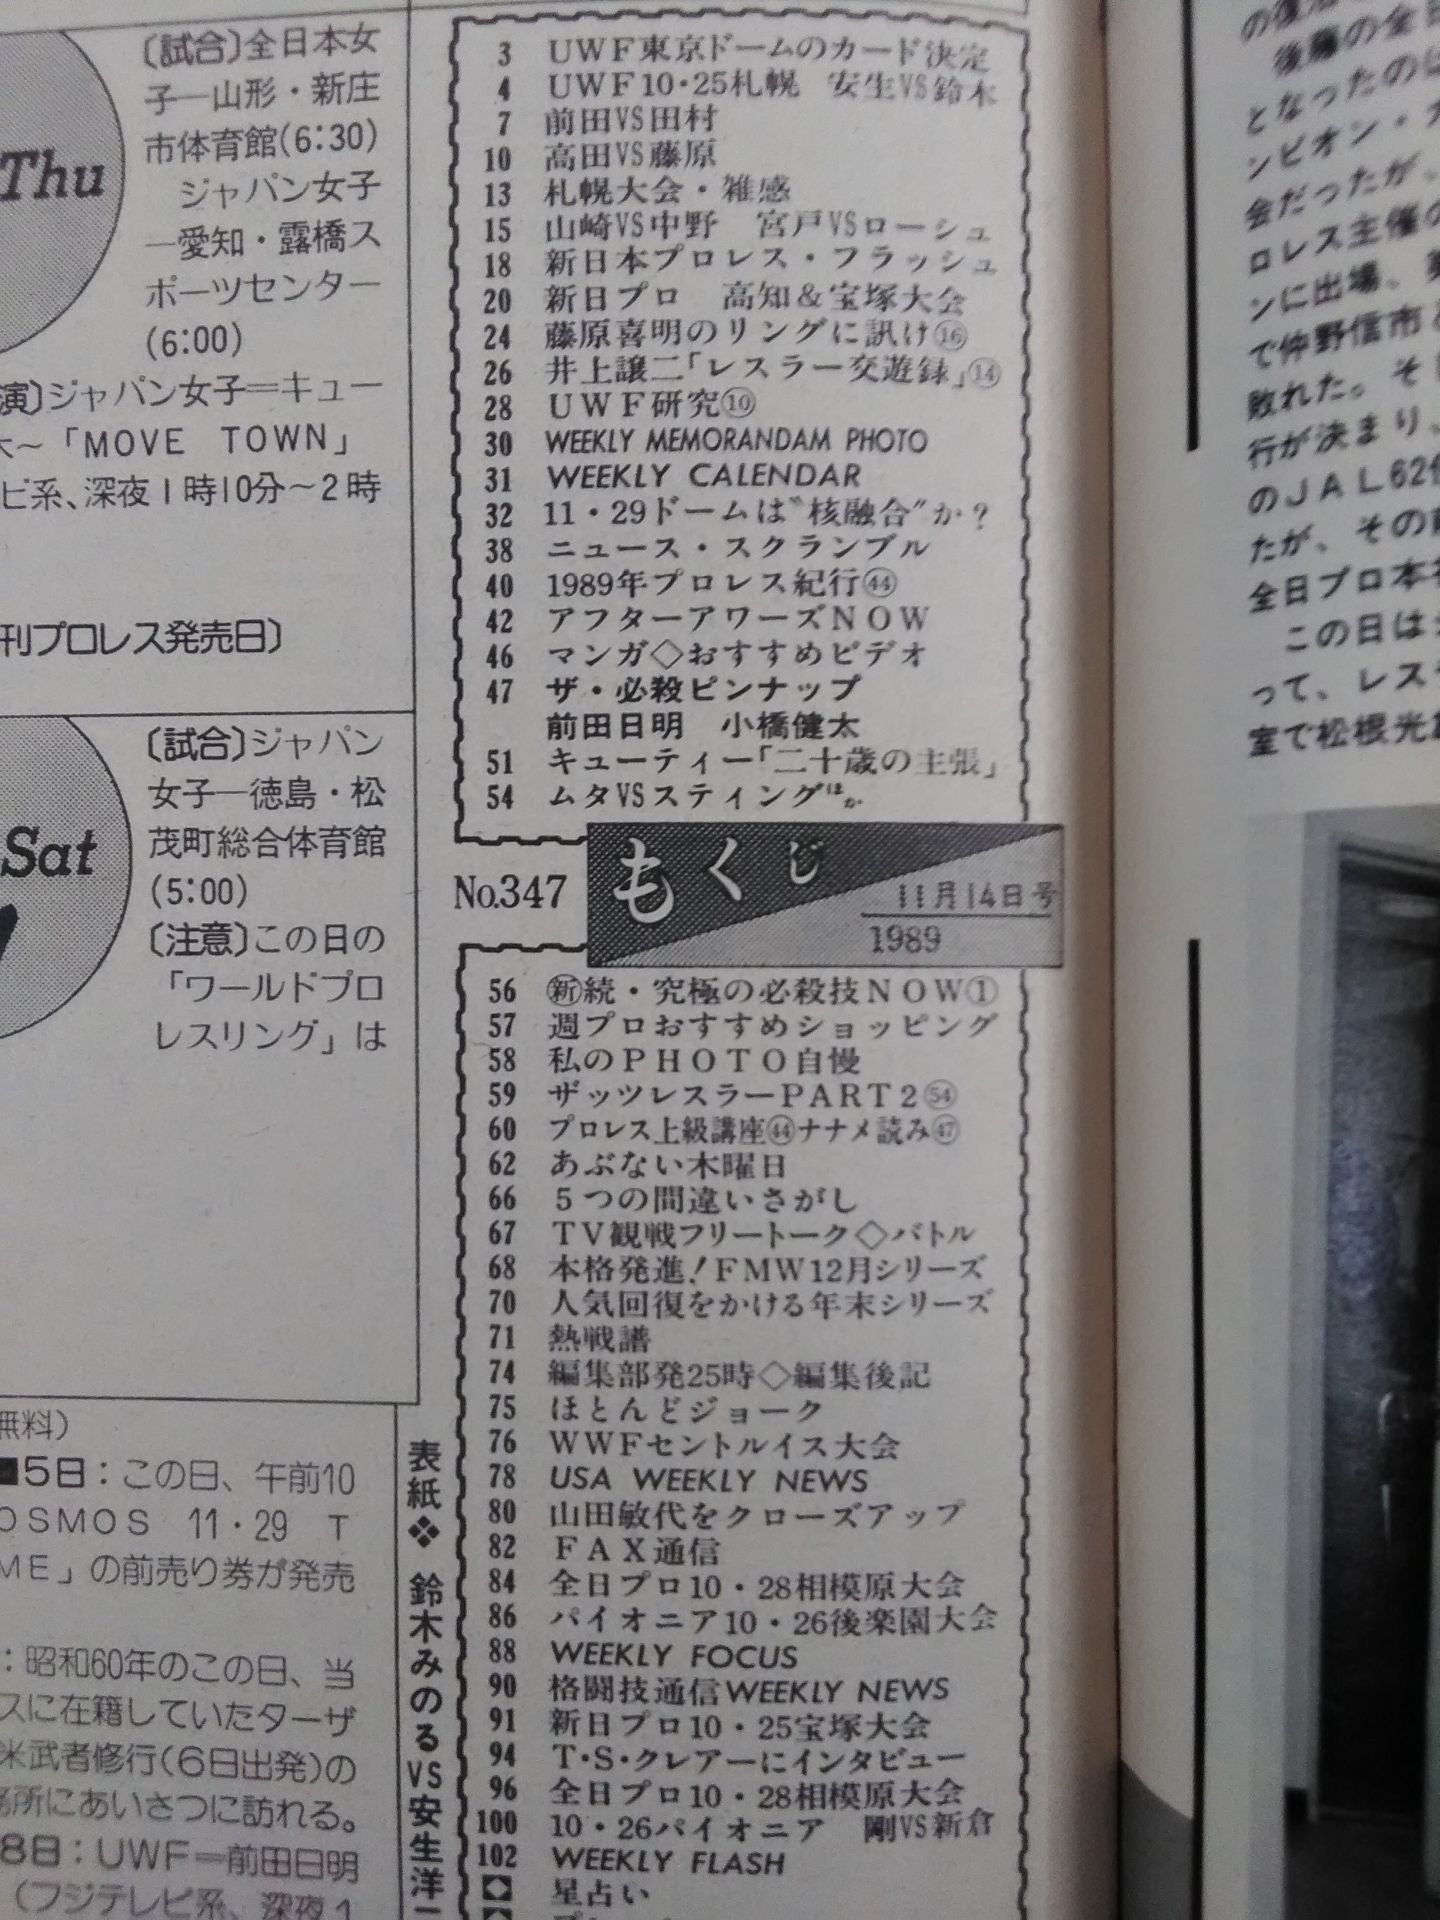 〔試合〕全日本女
子―山形・新庄
市体育館(6:30)
ジャパン女子
―愛知・露橋ス
ポーツセンター
(6:00)
Thu
演〕ジャパン女子＝キュー
～「MOVE TOWN」
ビ系、深夜1時10分～2時
刊プロレス発売日〕
〔試合〕ジャパン
女子―徳島・松
茂町総合体育館
(5:00)
〔注意〕この日の
「ワールドプロ
レスリング」は
Sat
無料）
■5日：この日、午前10
OSMOS 11・29 T
ME」の前売り券が発売
：昭和60年のこの日、当
スに在籍していたターザ
米武者修行(6日出発)の
務所にあいさつに訪れる。
8日：UWF＝前田日明
(フジテレビ系、深夜1
表紙❖ 鈴木みのるVS安生洋二
3 UWF東京ドームのカード決定
4 UWF10・25札幌 安生VS鈴木
7 前田VS田村
10 高田VS藤原
13 札幌大会・雑感
15 山崎VS中野 宮戸VSローシュ
18 新日本プロレス・フラッシュ
20 新日プロ 高知＆宝塚大会
24 藤原喜明のリングに訊け⑯
26 井上譲二「レスラー交遊録」⑭
28 UWF研究⑩
30 WEEKLY MEMORANDAM PHOTO
31 WEEKLY CALENDAR
32 11・29ドームは〝核融合〟か？
38 ニュース・スクランブル
40 1989年プロレス紀行㊹
42 アフターアワーズNOW
46 マンガ◇おすすめビデオ
47 ザ・必殺ピンナップ
前田日明 小橋健太
51 キューティー「二十歳の主張」
54 ムタVSスティングほか
No.347 もくじ 11月14日号
1989
56 ㊟続・究極の必殺技NOW①
57 週プロおすすめショッピング
58 私のPHOTO自慢
59 ザッツレスラーPART2㊾
60 プロレス上級講座㊹ナナメ読み㊼
62 あぶない木曜日
66 5つの間違いさがし
67 TV観戦フリートーク◇バトル
68 本格発進！FMW12月シリーズ
70 人気回復をかける年末シリーズ
71 熱戦譜
74 編集部発25時◇編集後記
75 ほとんどジョーク
76 WWFセントルイス大会
78 USA WEEKLY NEWS
80 山田敏代をクローズアップ
82 FAX通信
84 全日プロ10・28相模原大会
86 パイオニア10・26後楽園大会
88 WEEKLY FOCUS
90 格闘技通信WEEKLY NEWS
91 新日プロ10・25宝塚大会
94 T・S・クレアーにインタビュー
96 全日プロ10・28相模原大会
100 10・26パイオニア 剛VS新倉
102 WEEKLY FLASH
◆ 星占い
の復活
後藤の全日
となったのは
ンピオン・カ
会だったが、
ロレス主催の
ンに出場、
で仲野信市と
敗れた。そ
行が決まり、
のJAL62便
たが、その前
全日プロ本社
この日は
って、レス
室で松根光